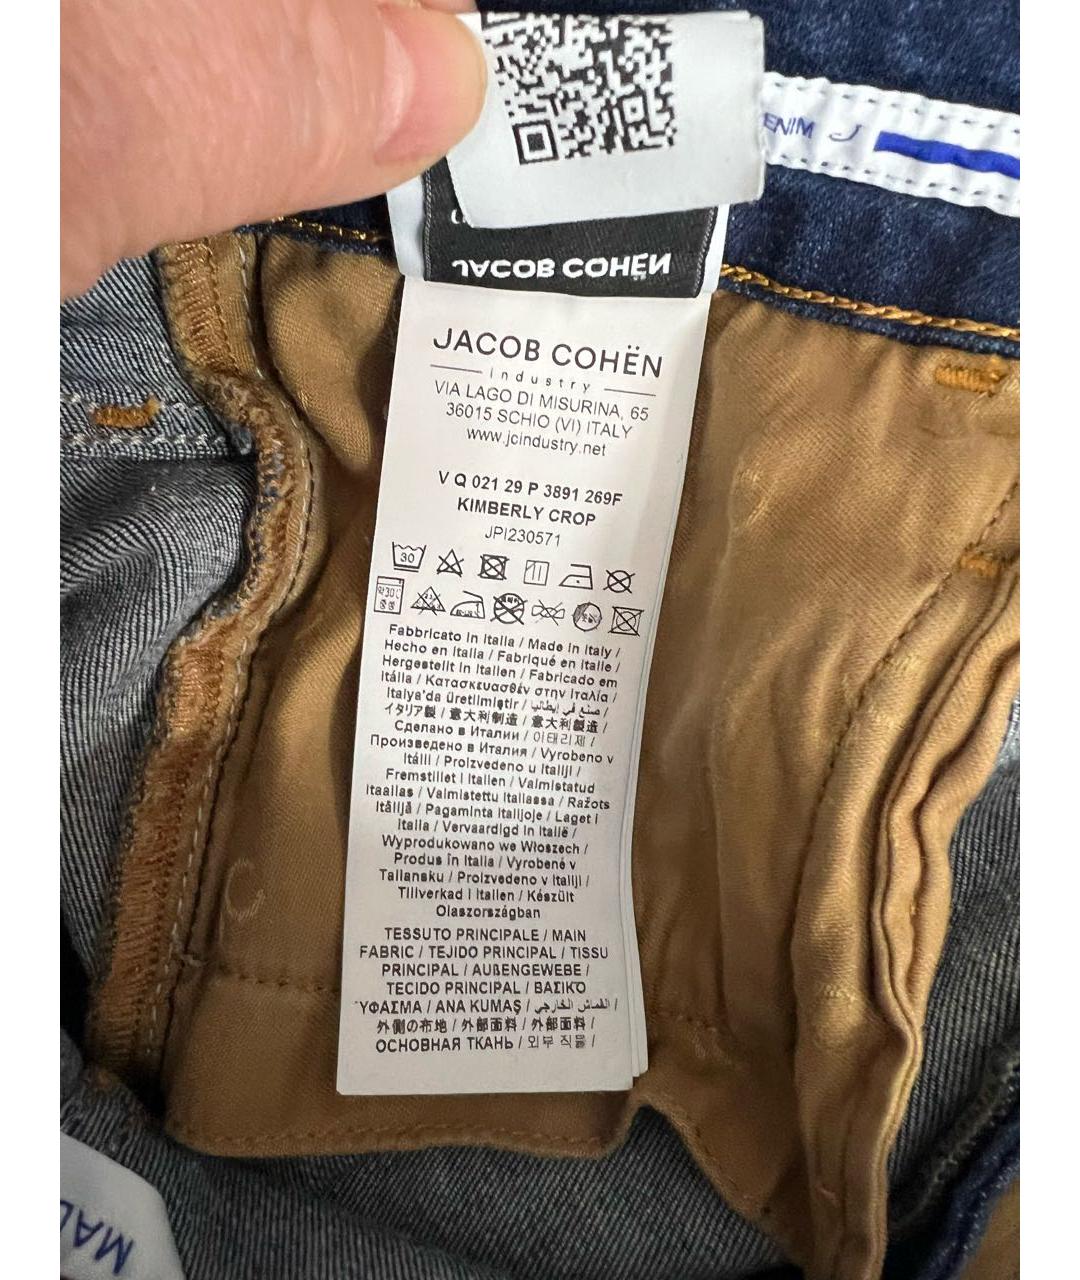 ENIM J
JACOB COHËN
JACOB COHËN
industry
VIA LAGO DI MISURINA, 65
36015 SCHIO (VI) ITALY
www.jcindustry.net
V Q 021 29 P 3891 269F
KIMBERLY CROP
JPI230571
30
Fabbricato in Italia / Made in Italy /
Hecho en Italia / Fabriqué en Italie /
Hergestellt in Italien / Fabricado em
Itália / Κατασκευασθέν στην Ιταλία /
Italya'da üretilmiştir / صنع في إيطاليا /
イタリア製 / 意大利制造 / 意大利製造 /
Сделано в Италии / 이태리제 /
Произведено в Италия / Vyrobeno v
Itálii / Proizvedeno u Italiji /
Fremstillet i Italien / Valmistatud
Itaalias / Valmistettu Italiassa / Ražots
Itālijā / Pagaminta Italijoje / Laget i
Italia / Vervaardigd in Italië /
Wyprodukowano we Włoszech /
Produs în Italia / Vyrobené v
Taliansku / Proizvedeno v Italiji /
Tillverkad i Italien / Készült
Olaszországban
TESSUTO PRINCIPALE / MAIN
FABRIC / TEJIDO PRINCIPAL / TISSU
PRINCIPAL / AUßENGEWEBE /
TECIDO PRINCIPAL / ΒΑΣΙΚΌ
ΎΦΑΣΜΑ / ANA KUMAŞ / القماش الخارجي /
外側の布地 / 外部面料 / 外部面料 /
ОСНОВНАЯ ТКАНЬ / 외부 직물 /
MAD